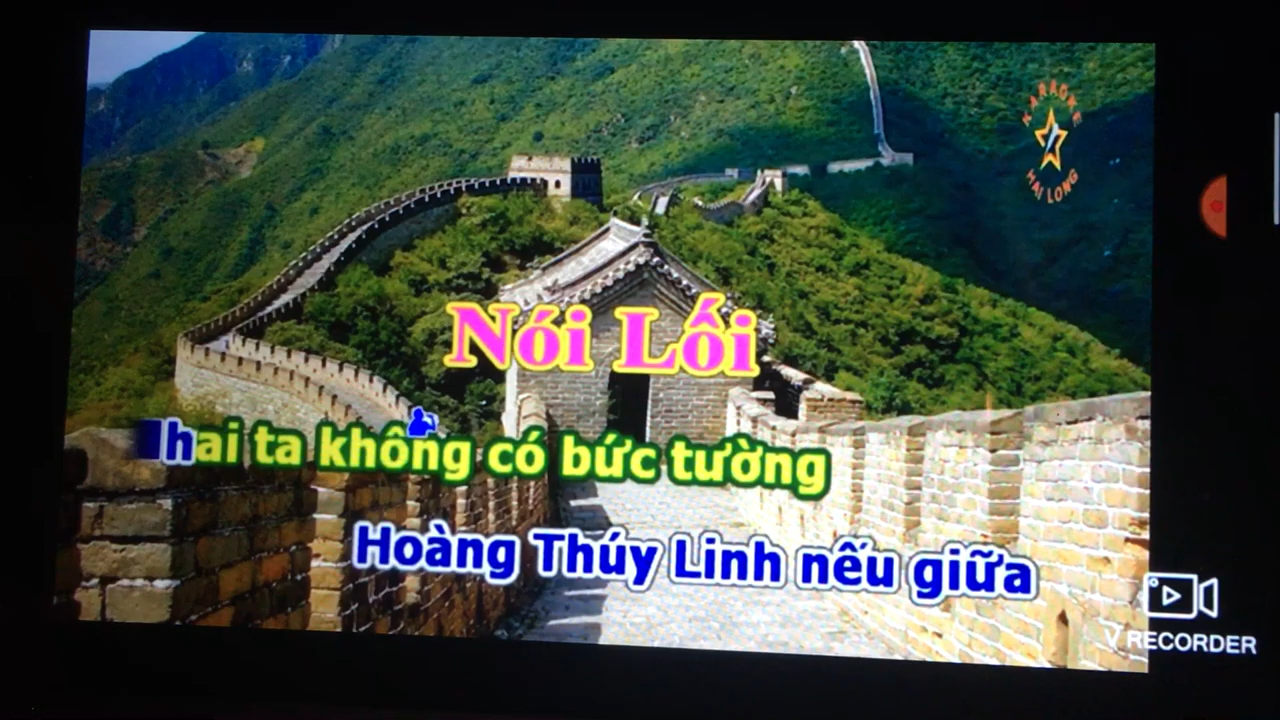 KARAOKE
HAI LONG
Nói Lối
hai ta không có bức tường
Hoàng Thúy Linh nếu giữa
V RECORDER